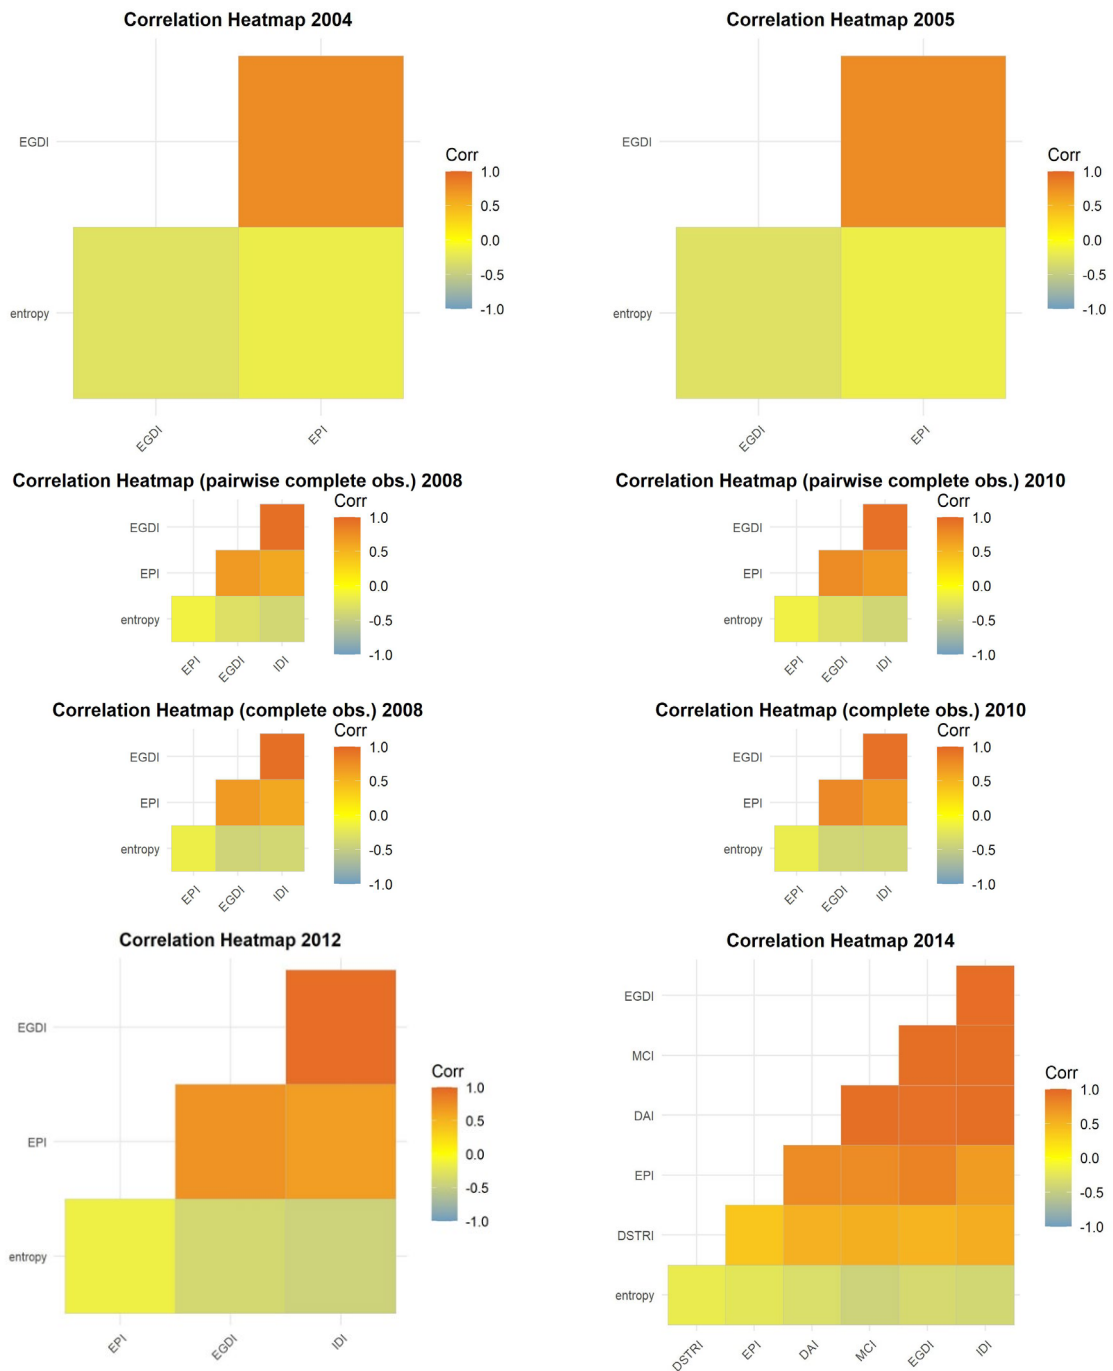 Correlation Heatmap 2004
EGDI
entropy
EGDI
EPI
Corr
1.0
0.5
0.0
-0.5
-1.0
Correlation Heatmap 2005
EGDI
entropy
EGDI
EPI
Corr
1.0
0.5
0.0
-0.5
-1.0
Correlation Heatmap (pairwise complete obs.) 2008
EGDI
EPI
entropy
EPI
EGDI
IDI
Corr
1.0
0.5
0.0
-0.5
-1.0
Correlation Heatmap (pairwise complete obs.) 2010
EGDI
EPI
entropy
EPI
EGDI
IDI
Corr
1.0
0.5
0.0
-0.5
-1.0
Correlation Heatmap (complete obs.) 2008
EGDI
EPI
entropy
EPI
EGDI
IDI
Corr
1.0
0.5
0.0
-0.5
-1.0
Correlation Heatmap (complete obs.) 2010
EGDI
EPI
entropy
EPI
EGDI
IDI
Corr
1.0
0.5
0.0
-0.5
-1.0
Correlation Heatmap 2012
EGDI
EPI
entropy
EPI
EGDI
IDI
Corr
1.0
0.5
0.0
-0.5
-1.0
Correlation Heatmap 2014
EGDI
MCI
DAI
EPI
DSTRI
entropy
DSTRI
EPI
DAI
MCI
EGDI
IDI
Corr
1.0
0.5
0.0
-0.5
-1.0